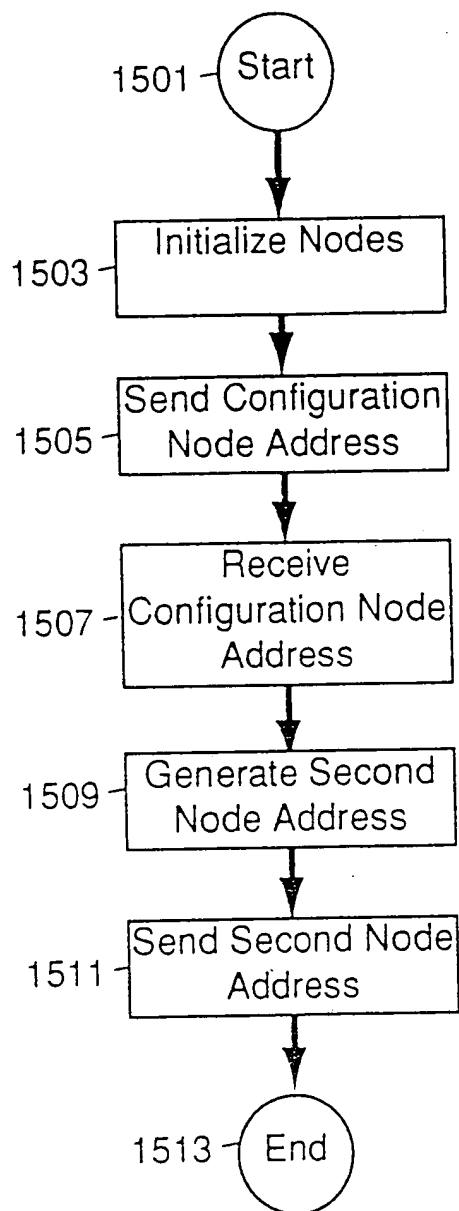 1501
Start
1503
Initialize Nodes
1505
Send Configuration
Node Address
1507
Receive
Configuration Node
Address
1509
Generate Second
Node Address
1511
Send Second Node
Address
1513
End